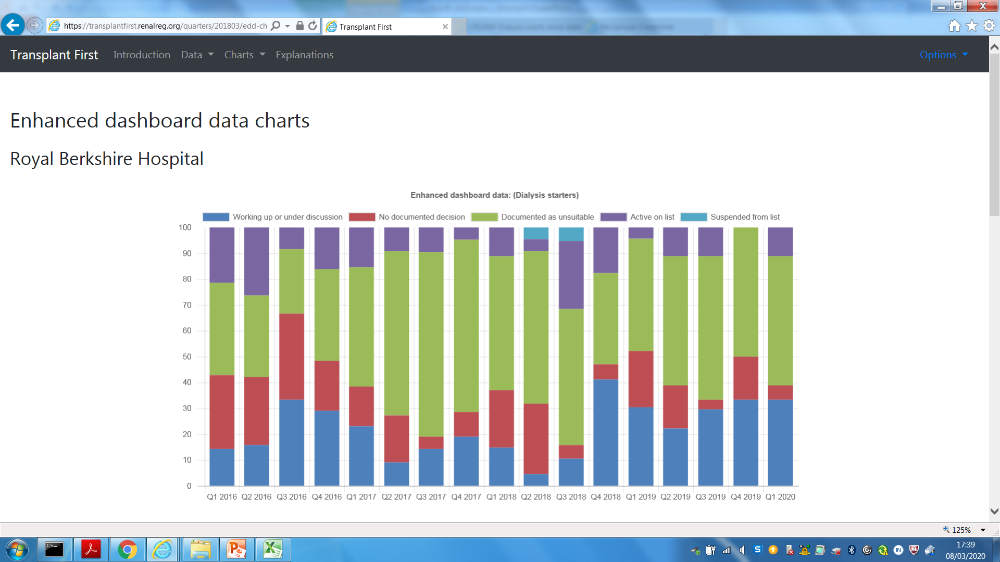 https://transplantfirst.renalreg.org/quarters/201803/edd-ch
Transplant First
Transplant First Introduction Data Charts Explanations Options
Enhanced dashboard data charts
Royal Berkshire Hospital
Enhanced dashboard data: (Dialysis starters)
Working up or under discussion No documented decision Documented as unsuitable Active on list Suspended from list
100
90
80
70
60
50
40
30
20
10
0
Q1 2016 Q2 2016 Q3 2016 Q4 2016 Q1 2017 Q2 2017 Q3 2017 Q4 2017 Q1 2018 Q2 2018 Q3 2018 Q4 2018 Q1 2019 Q2 2019 Q3 2019 Q4 2019 Q1 2020
125%
17:39
08/03/2020